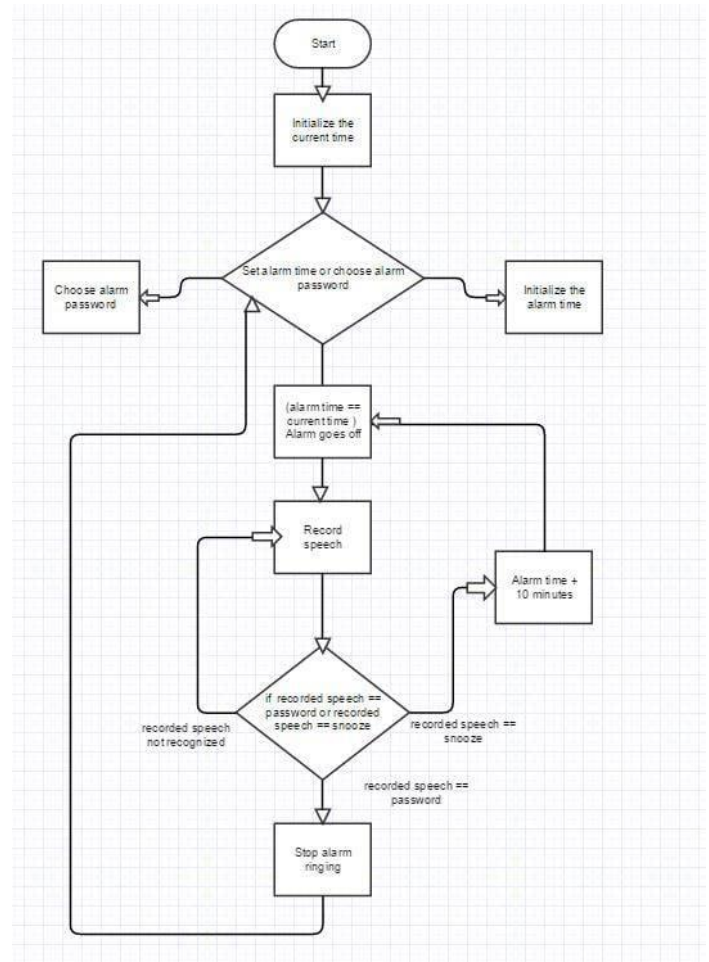 Start
Initialize the
current time
Set alarm time or choose alarm
password
Choose alarm
password
Initialize the
alarm time
(alarm time ==
current time )
Alarm goes off
Record
speech
Alarm time +
10 minutes
if recorded speech ==
password or recorded
speech == snooze
recorded speech
not recognized
recorded speech ==
snooze
recorded speech ==
password
Stop alarm
ringing